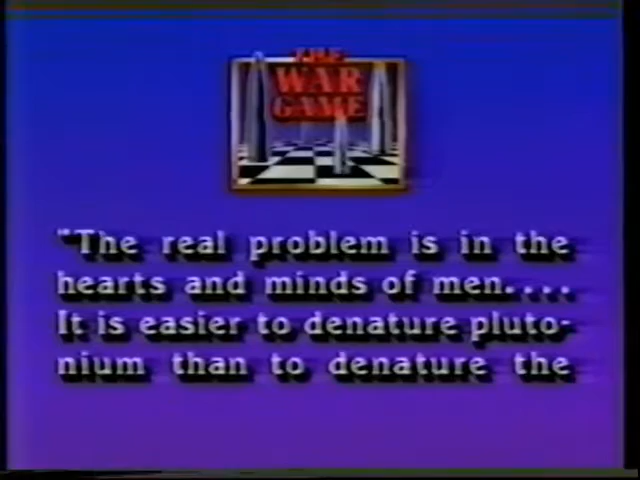 THE
WAR
GAME
"The real problem is in the
hearts and minds of men....
It is easier to denature pluto-
nium than to denature the